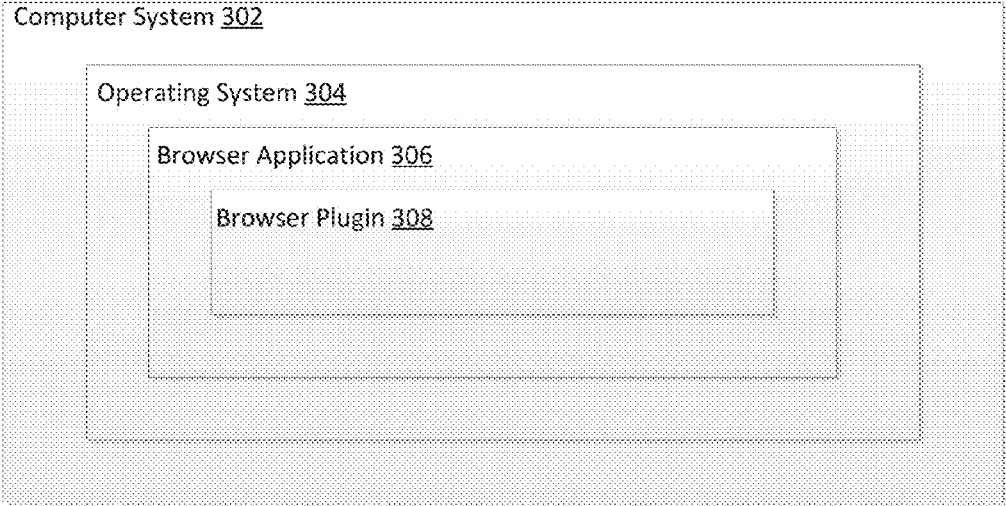 Computer System 302
Operating System 304
Browser Application 306
Browser Plugin 308